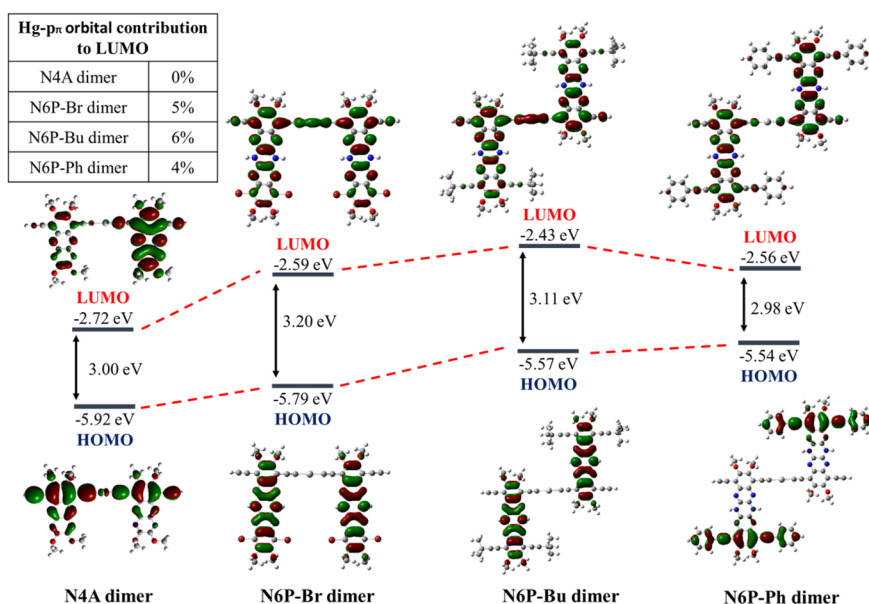 Hg-pπ orbital contribution
to LUMO
N4A dimer 0%
N6P-Br dimer 5%
N6P-Bu dimer 6%
N6P-Ph dimer 4%
LUMO
-2.72 eV
3.00 eV
-5.92 eV
HOMO
N4A dimer
LUMO
-2.59 eV
3.20 eV
-5.79 eV
HOMO
N6P-Br dimer
LUMO
-2.43 eV
3.11 eV
-5.57 eV
HOMO
N6P-Bu dimer
LUMO
-2.56 eV
2.98 eV
-5.54 eV
HOMO
N6P-Ph dimer